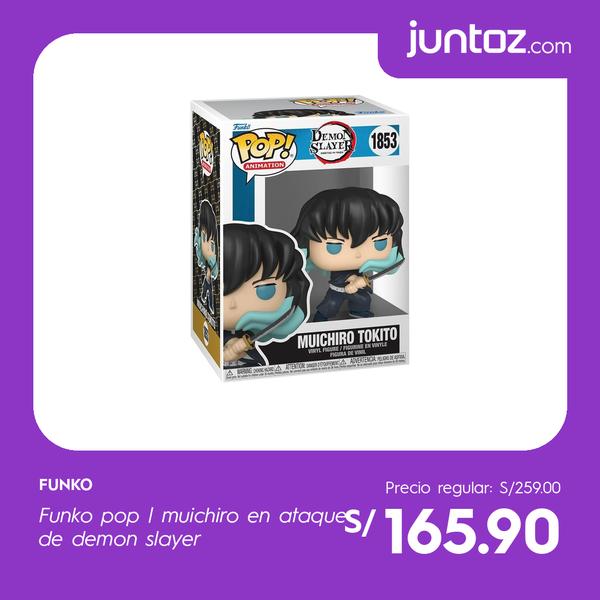 juntoz.com
Funko
POP!
ANIMATION
DEMON
SLAYER
1853
MUICHIRO TOKITO
VINYL FIGURE / FIGURINE EN VINYLE
FIGURA DE VINIL
FUNKO
Funko pop | muichiro en ataque
de demon slayer
Precio regular: S/259.00
S/ 165.90